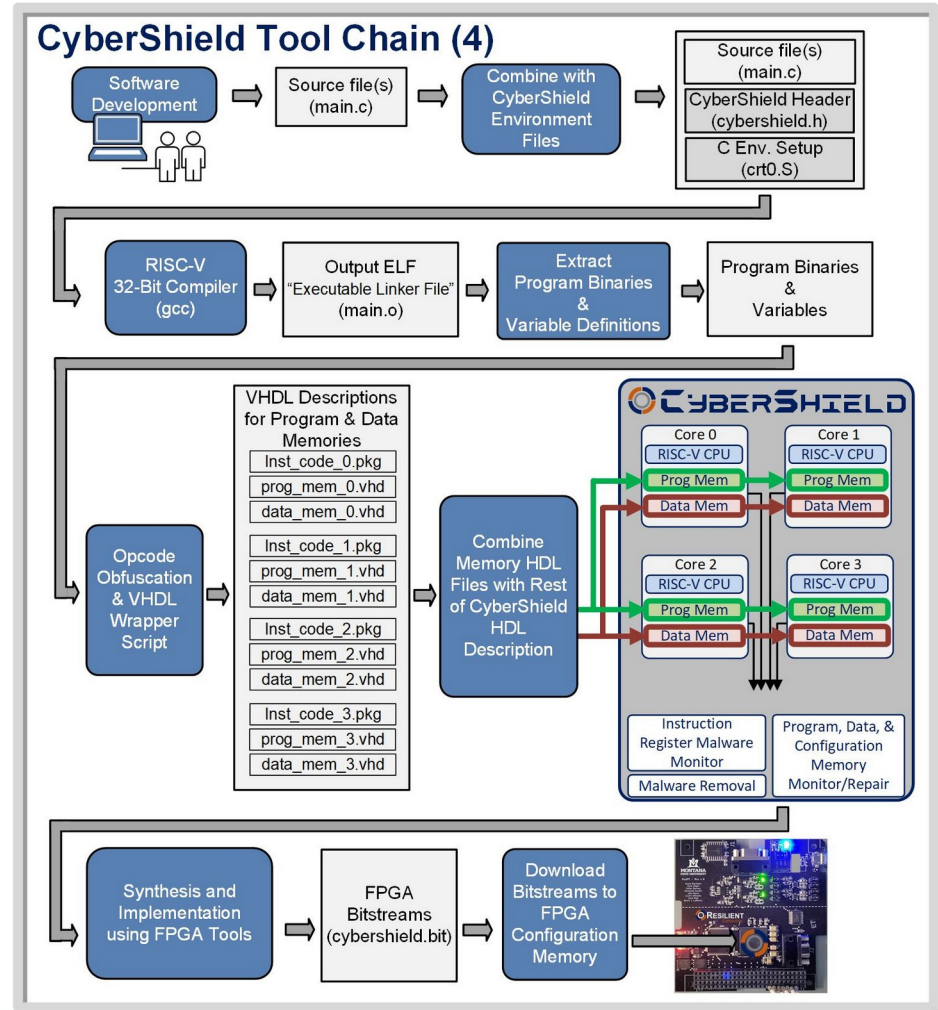 CyberShield Tool Chain (4)
Software
Development
Source file(s)
(main.c)
Combine with
CyberShield
Environment
Files
Source file(s)
(main.c)
CyberShield Header
(cybershield.h)
C Env. Setup
(crt0.S)
RISC-V
32-Bit Compiler
(gcc)
Output ELF
“Executable Linker File”
(main.o)
Extract
Program Binaries
&
Variable Definitions
Program Binaries
&
Variables
Opcode
Obfuscation
& VHDL
Wrapper
Script
VHDL Descriptions
for Program & Data
Memories
Inst_code_0.pkg
prog_mem_0.vhd
data_mem_0.vhd
Inst_code_1.pkg
prog_mem_1.vhd
data_mem_1.vhd
Inst_code_2.pkg
prog_mem_2.vhd
data_mem_2.vhd
Inst_code_3.pkg
prog_mem_3.vhd
data_mem_3.vhd
Combine
Memory HDL
Files with Rest
of CyberShield
HDL
Description
CYBERSHIELD
Core 0
RISC-V CPU
Prog Mem
Data Mem
Core 1
RISC-V CPU
Prog Mem
Data Mem
Core 2
RISC-V CPU
Prog Mem
Data Mem
Core 3
RISC-V CPU
Prog Mem
Data Mem
Instruction
Register Malware
Monitor
Malware Removal
Program, Data, &
Configuration
Memory
Monitor/Repair
Synthesis and
Implementation
using FPGA Tools
FPGA
Bitstreams
(cybershield.bit)
Download
Bitstreams to
FPGA
Configuration
Memory
MONTANA
RESILIENT